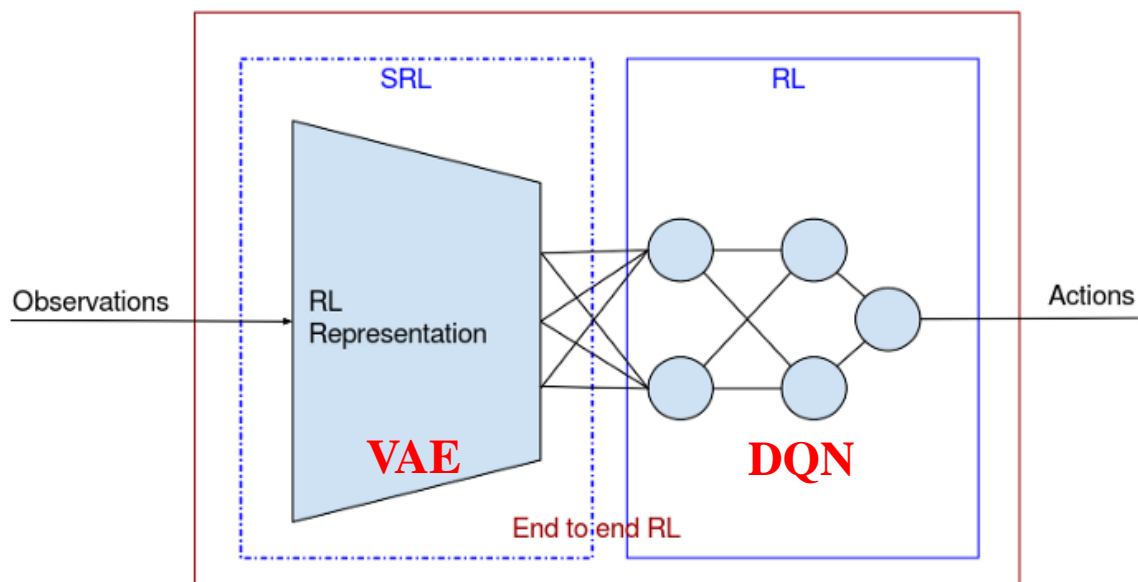 SRL
RL
Observations
RL
Representation
Actions
VAE
DQN
End to end RL